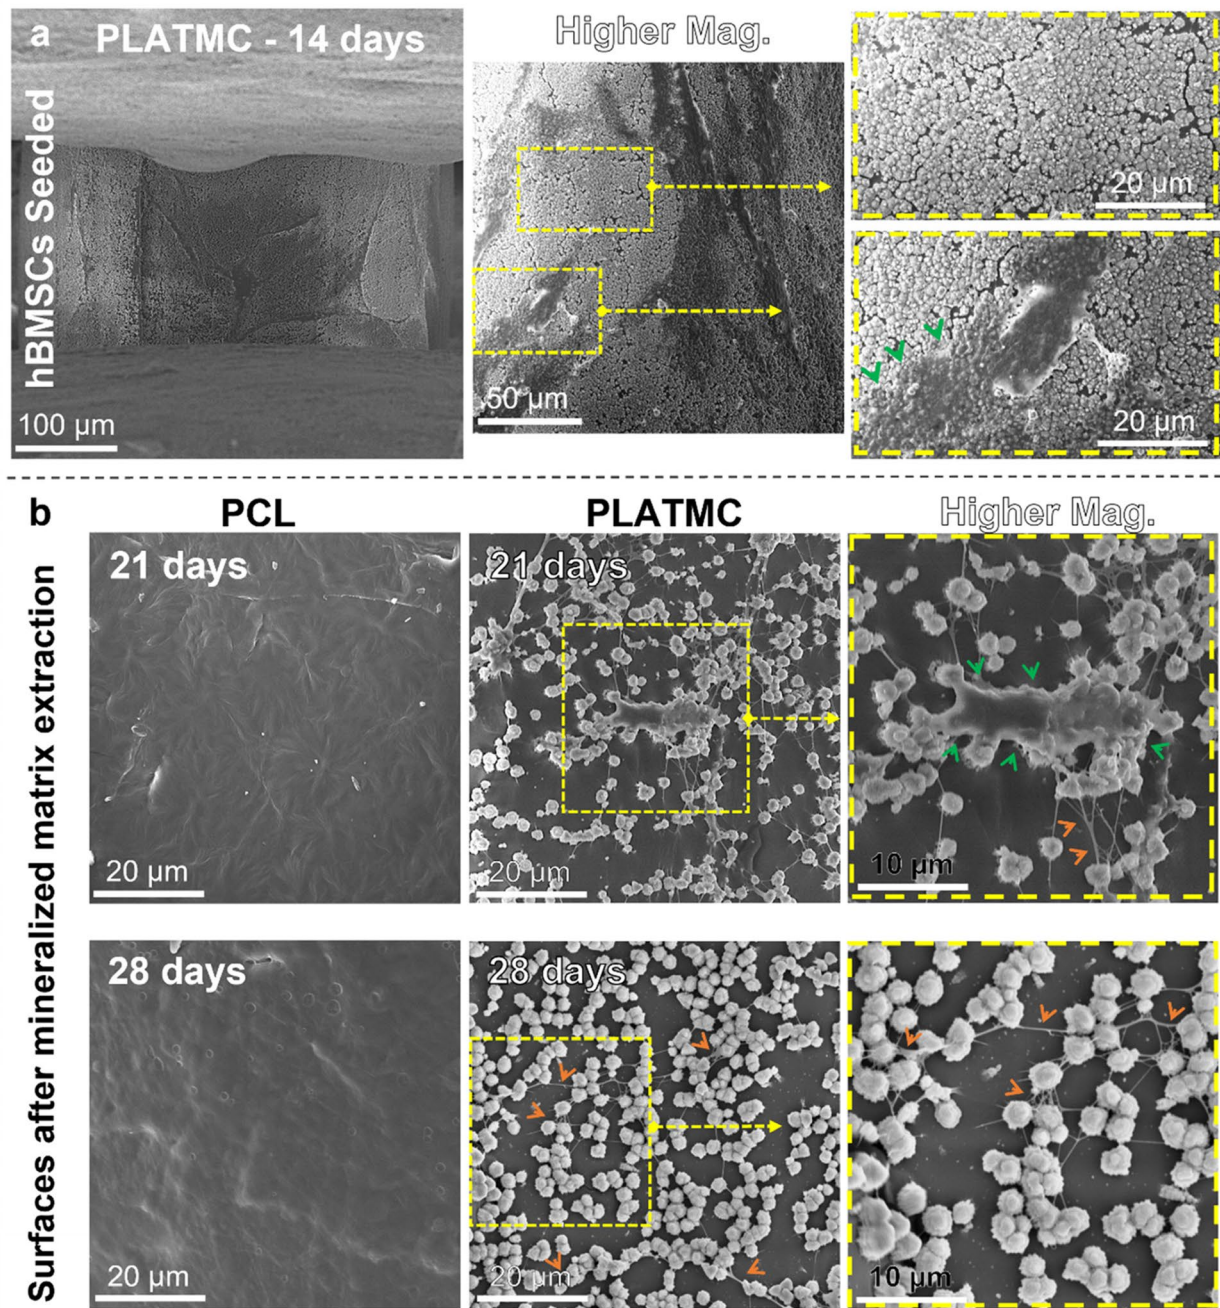 a
PLATMC - 14 days
Higher Mag.
hBMSCs Seeded
100 µm
50 µm
20 µm
20 µm
b
PCL
PLATMC
Higher Mag.
Surfaces after mineralized matrix extraction
21 days
21 days
20 µm
20 µm
10 µm
28 days
28 days
20 µm
20 µm
10 µm